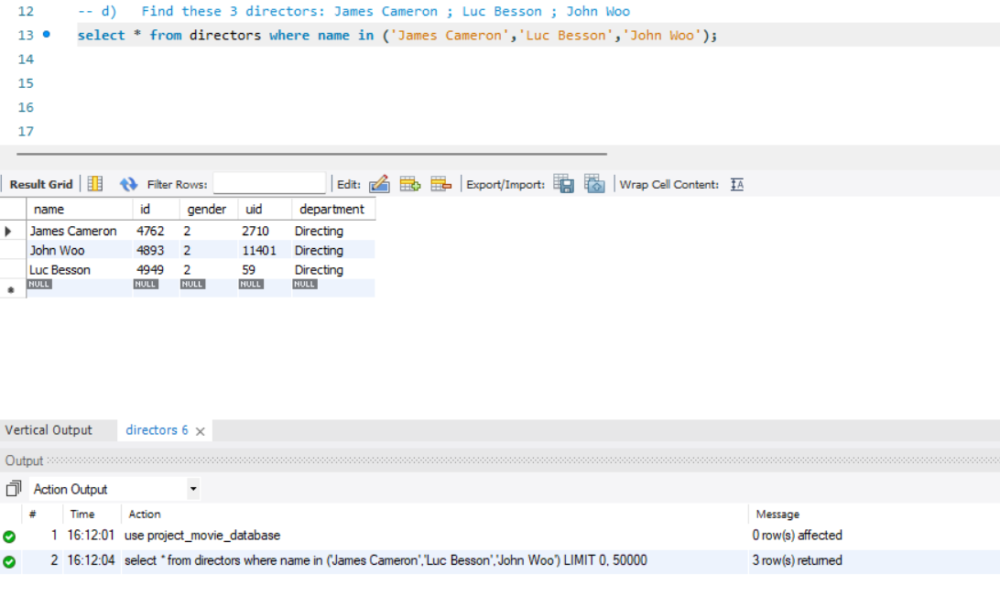 12 -- d) Find these 3 directors: James Cameron ; Luc Besson ; John Woo
13 select * from directors where name in ('James Cameron','Luc Besson','John Woo');
14
15
16
17
Result Grid Filter Rows: Edit: Export/Import: Wrap Cell Content: IA
name id gender uid department
James Cameron 4762 2 2710 Directing
John Woo 4893 2 11401 Directing
Luc Besson 4949 2 59 Directing
NULL NULL NULL NULL NULL
Vertical Output directors 6
Output
Action Output
# Time Action Message
1 16:12:01 use project_movie_database 0 row(s) affected
2 16:12:04 select * from directors where name in ('James Cameron','Luc Besson','John Woo') LIMIT 0, 50000 3 row(s) returned